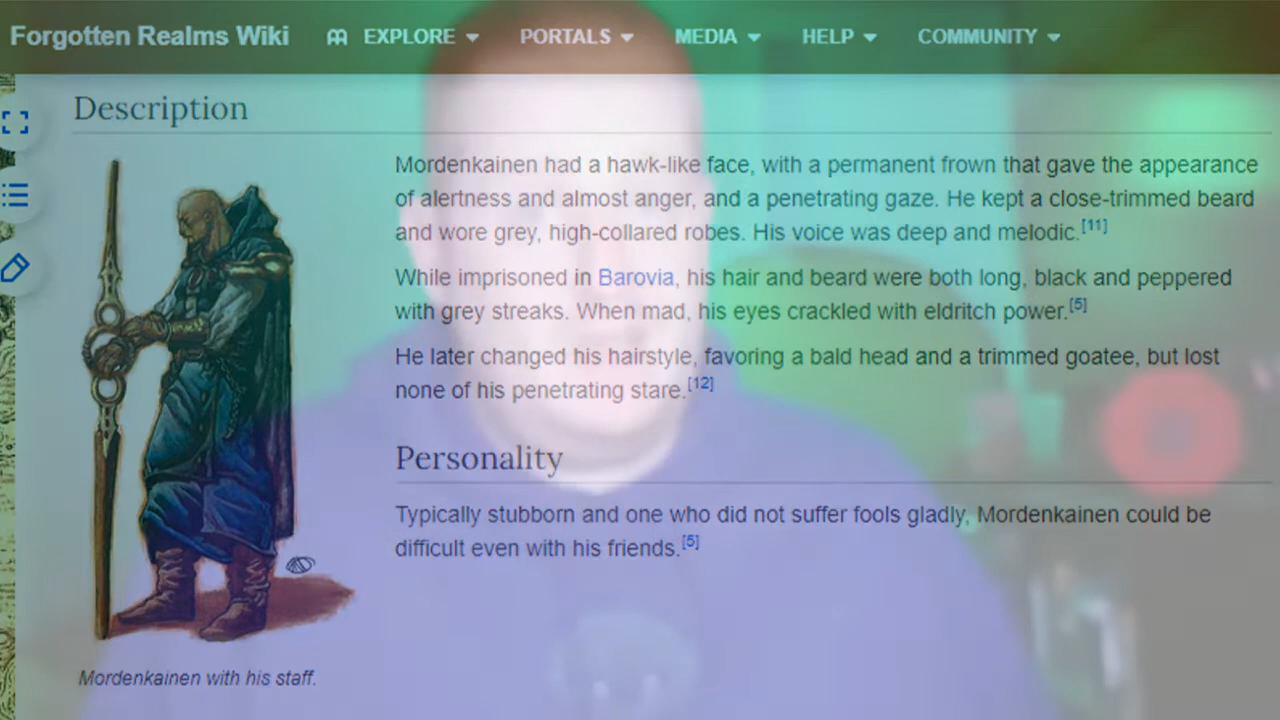 Forgotten Realms Wiki EXPLORE PORTALS MEDIA HELP COMMUNITY
Description
Mordenkainen had a hawk-like face, with a permanent frown that gave the appearance
of alertness and almost anger, and a penetrating gaze. He kept a close-trimmed beard
and wore grey, high-collared robes. His voice was deep and melodic.[11]
While imprisoned in Barovia, his hair and beard were both long, black and peppered
with grey streaks. When mad, his eyes crackled with eldritch power.[5]
He later changed his hairstyle, favoring a bald head and a trimmed goatee, but lost
none of his penetrating stare.[12]
Personality
Typically stubborn and one who did not suffer fools gladly, Mordenkainen could be
difficult even with his friends.[5]
Mordenkainen with his staff.